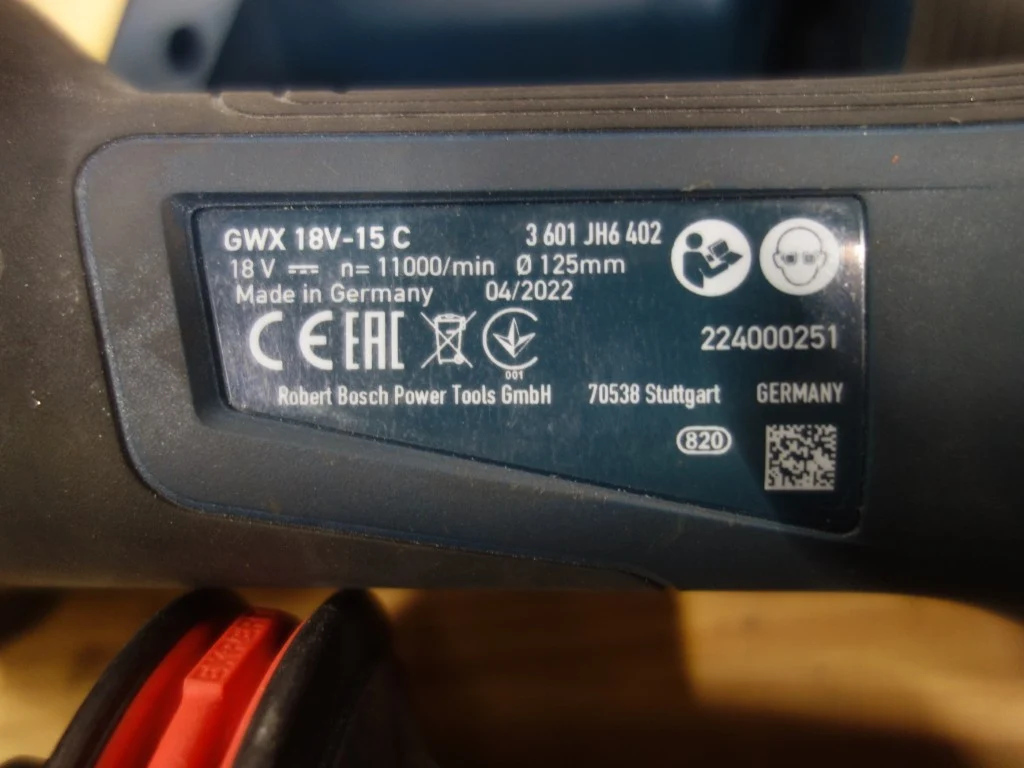 GWX 18V-15 C 3 601 JH6 402
18 V n= 11000/min Ø 125mm
Made in Germany 04/2022
CE EAC
001
224000251
Robert Bosch Power Tools GmbH 70538 Stuttgart GERMANY
820
EXPERT